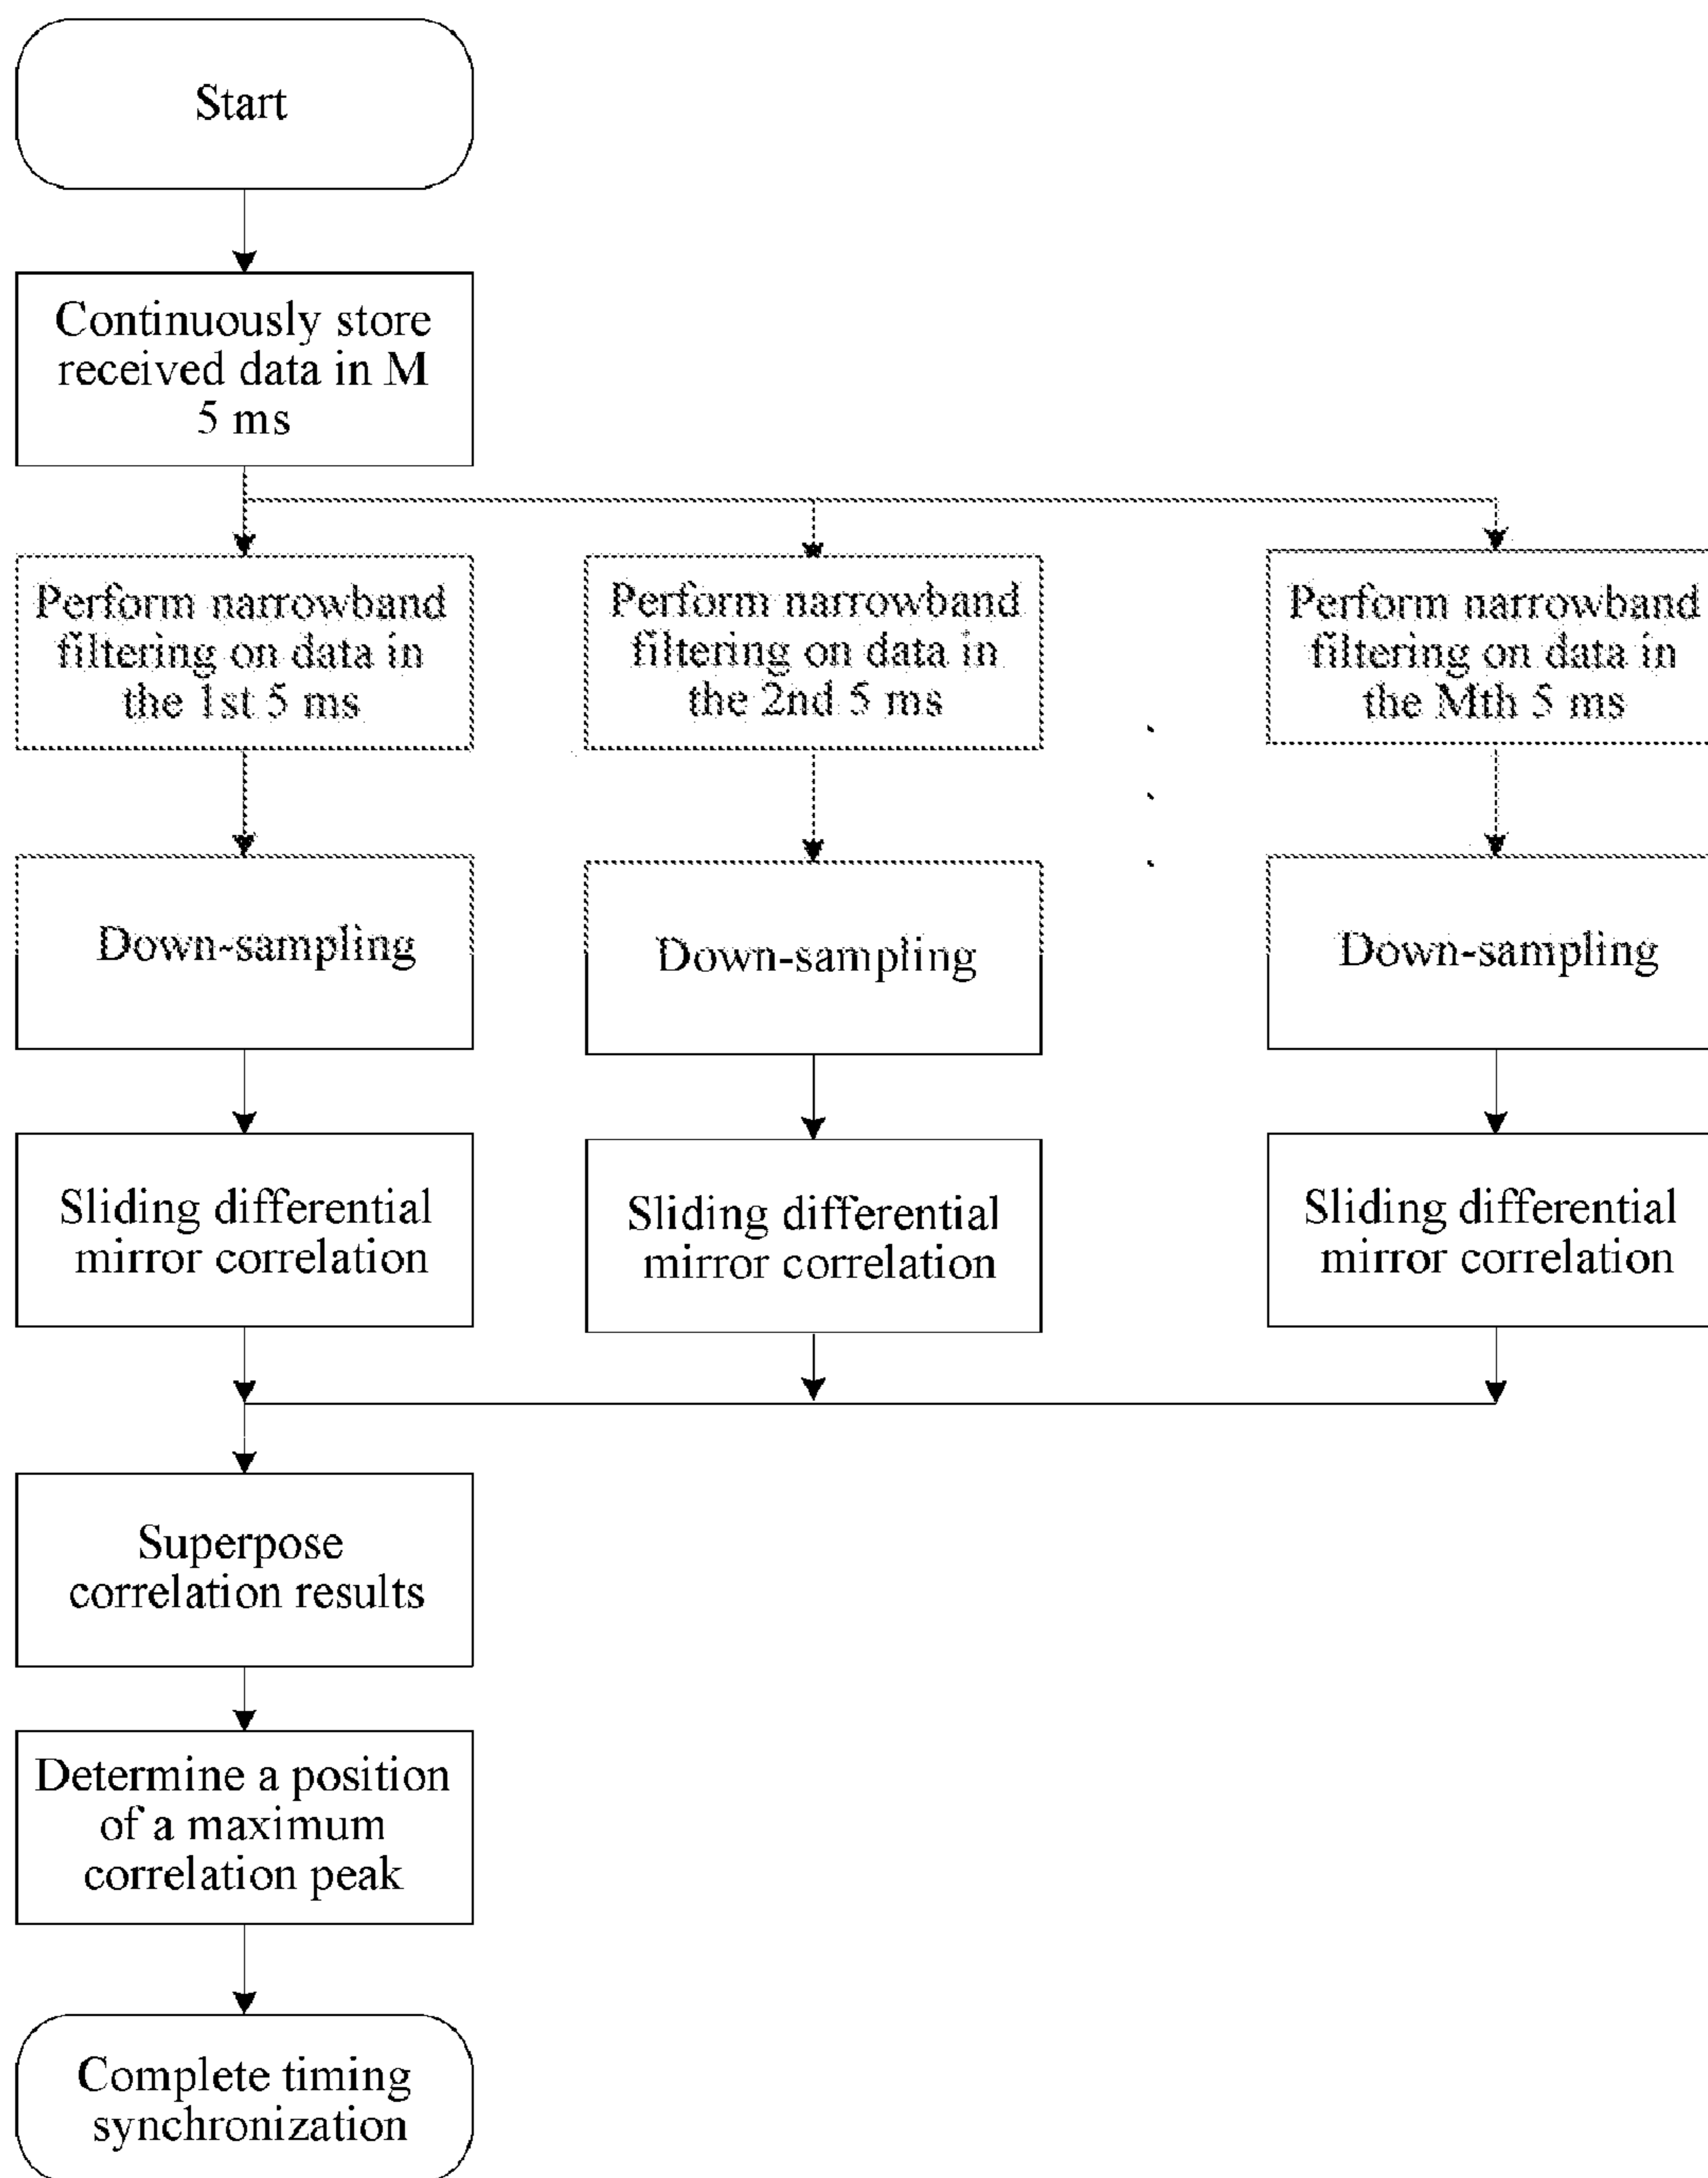 Start
Continuously store
received data in M
5 ms
Perform narrowband
filtering on data in
the 1st 5 ms
Perform narrowband
filtering on data in
the 2nd 5 ms
Perform narrowband
filtering on data in
the Mth 5 ms
Down-sampling
Down-sampling
Down-sampling
Sliding differential
mirror correlation
Sliding differential
mirror correlation
Sliding differential
mirror correlation
Superpose
correlation results
Determine a position
of a maximum
correlation peak
Complete timing
synchronization